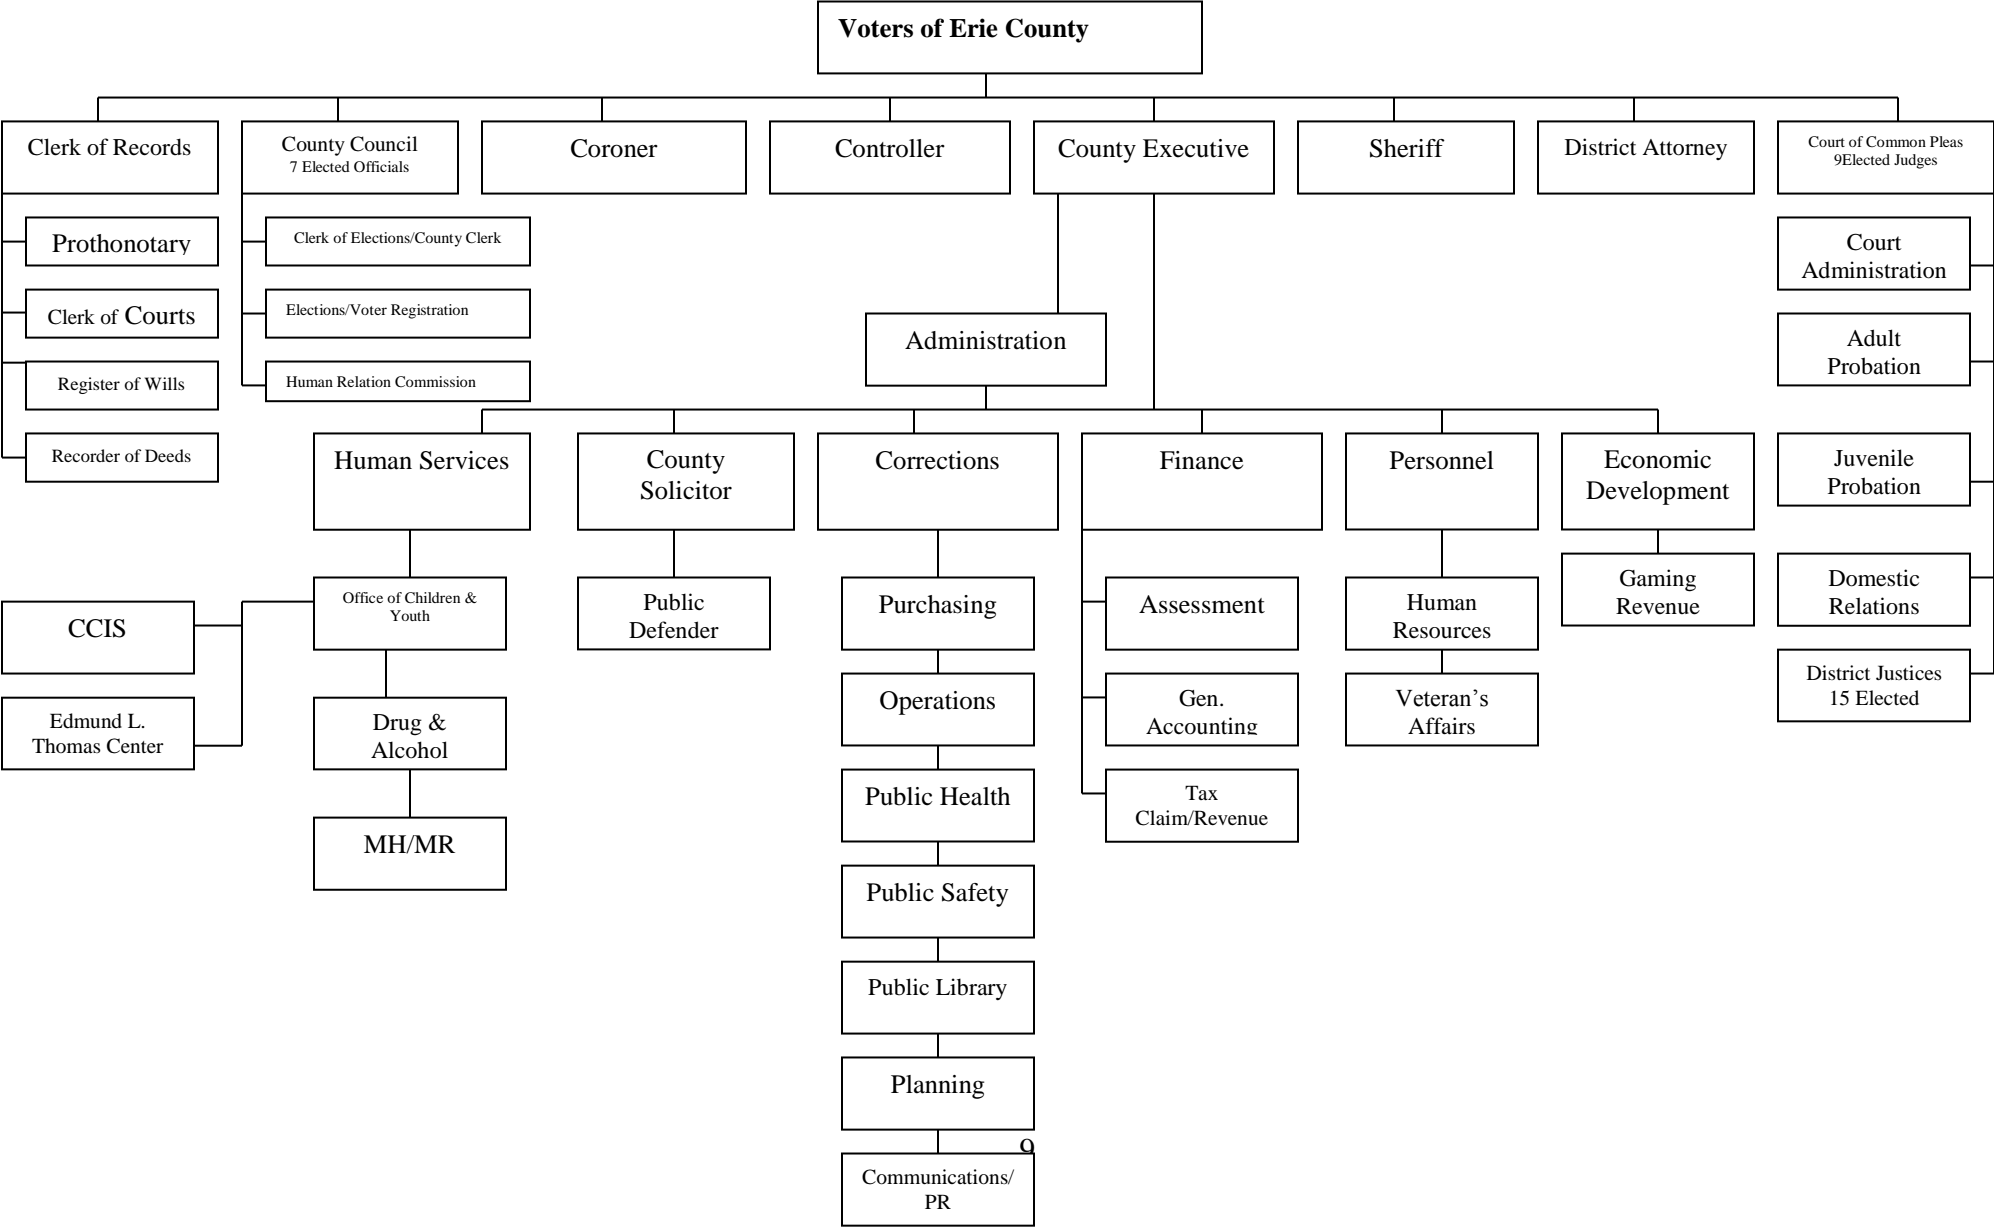 Voters of Erie County
Clerk of Records
County Council
7 Elected Officials
Coroner
Controller
County Executive
Sheriff
District Attorney
Court of Common Pleas
9Elected Judges
Prothonotary
Clerk of Courts
Register of Wills
Recorder of Deeds
Clerk of Elections/County Clerk
Elections/Voter Registration
Human Relation Commission
Administration
Court
Administration
Adult
Probation
Juvenile
Probation
Domestic
Relations
District Justices
15 Elected
Human Services
County
Solicitor
Corrections
Finance
Personnel
Economic
Development
Office of Children &
Youth
CCIS
Edmund L.
Thomas Center
Drug &
Alcohol
MH/MR
Public
Defender
Purchasing
Operations
Public Health
Public Safety
Public Library
Planning
9
Communications/
PR
Assessment
Gen.
Accounting
Tax
Claim/Revenue
Human
Resources
Veteran’s
Affairs
Gaming
Revenue